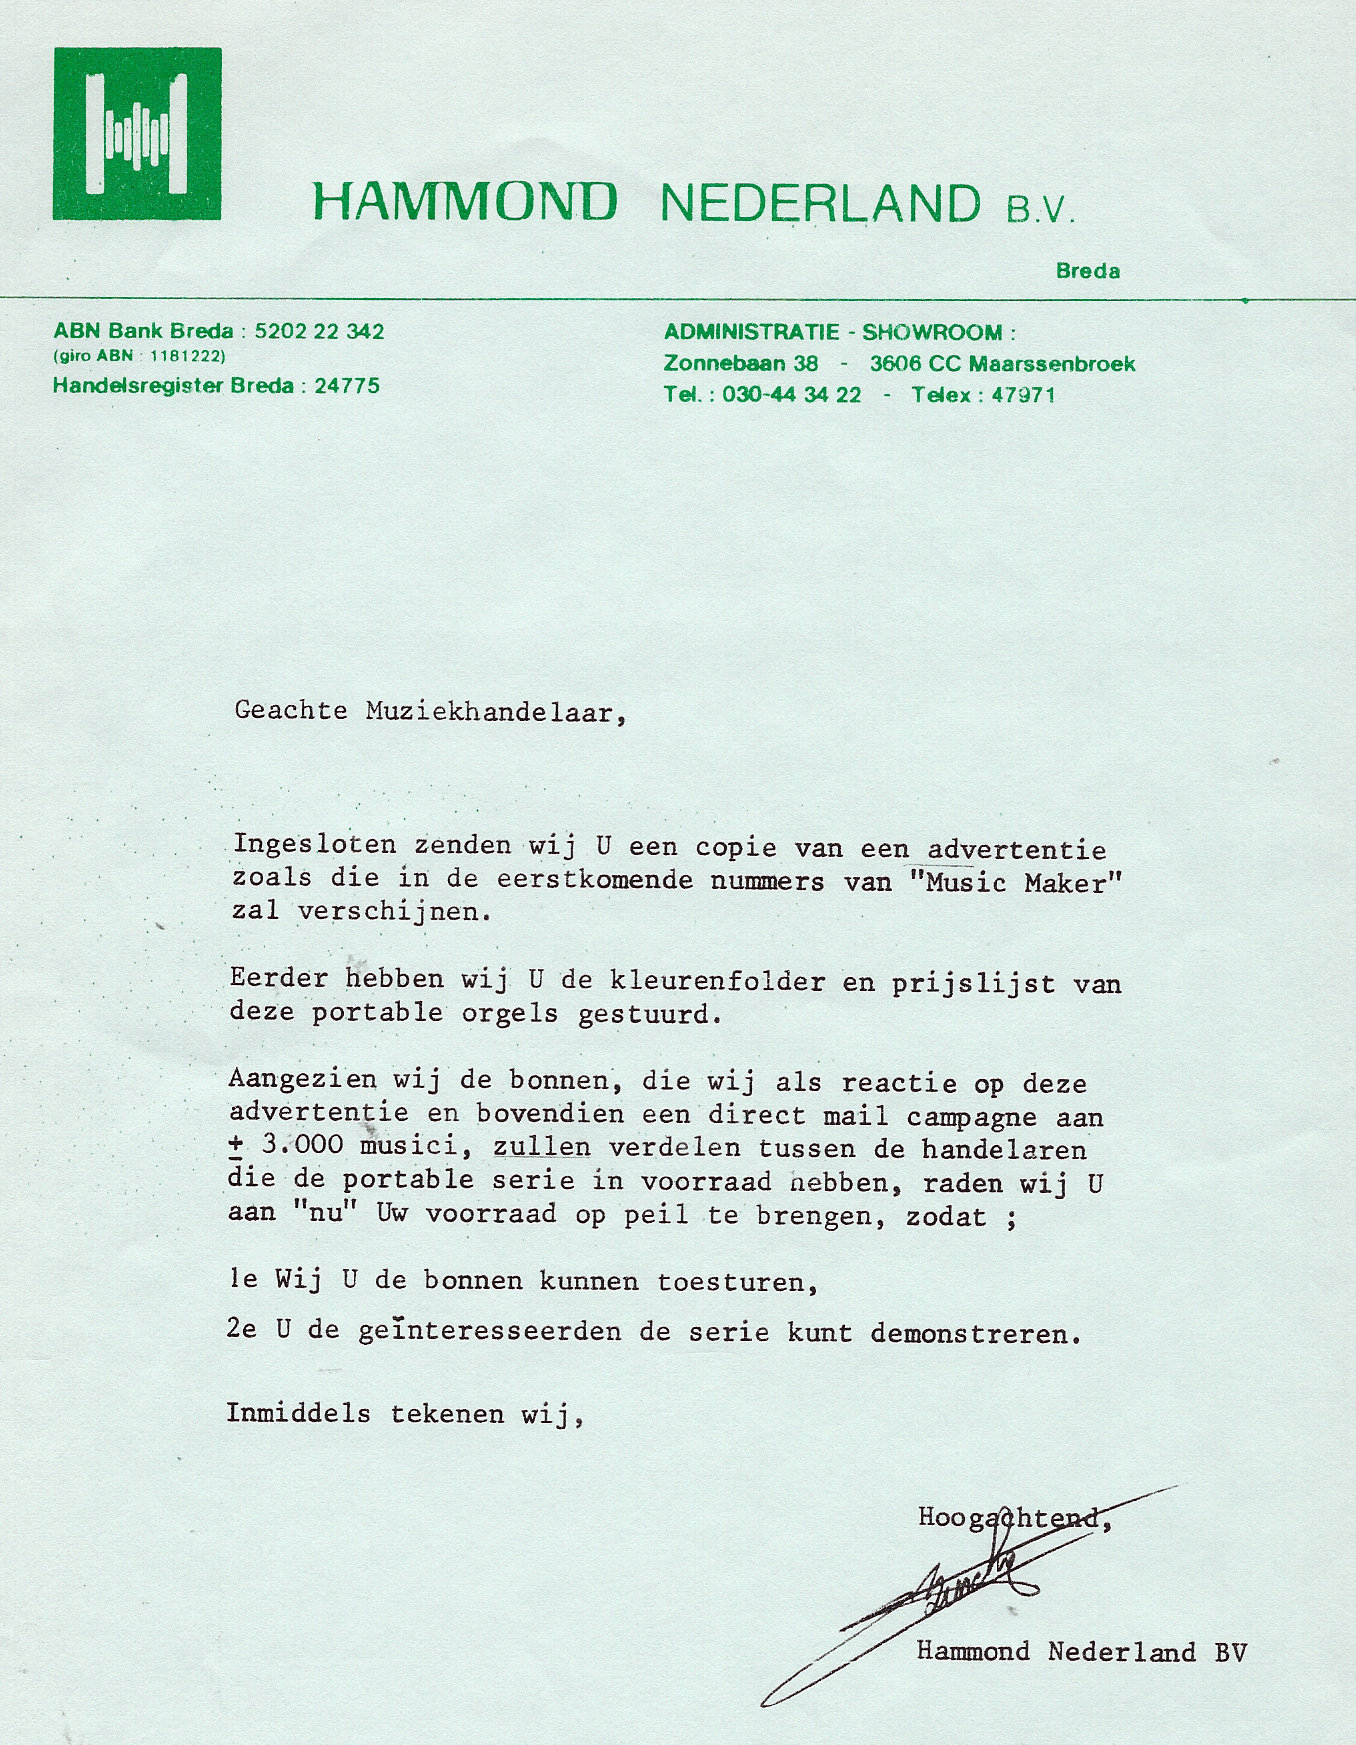 HAMMOND NEDERLAND B.V.
Breda
ABN Bank Breda : 5202 22 342
(giro ABN : 1181222)
Handelsregister Breda : 24775
ADMINISTRATIE - SHOWROOM :
Zonnebaan 38 - 3606 CC Maarssenbroek
Tel. : 030-44 34 22 - Telex : 47971
Geachte Muziekhandelaar,
Ingesloten zenden wij U een copie van een advertentie
zoals die in de eerstkomende nummers van "Music Maker"
zal verschijnen.
Eerder hebben wij U de kleurenfolder en prijslijst van
deze portable orgels gestuurd.
Aangezien wij de bonnen, die wij als reactie op deze
advertentie en bovendien een direct mail campagne aan
± 3.000 musici, zullen verdelen tussen de handelaren
die de portable serie in voorraad hebben, raden wij U
aan "nu" Uw voorraad op peil te brengen, zodat ;
1e Wij U de bonnen kunnen toesturen,
2e U de geïnteresseerden de serie kunt demonstreren.
Inmiddels tekenen wij,
Hoogachtend,
Hammond Nederland BV